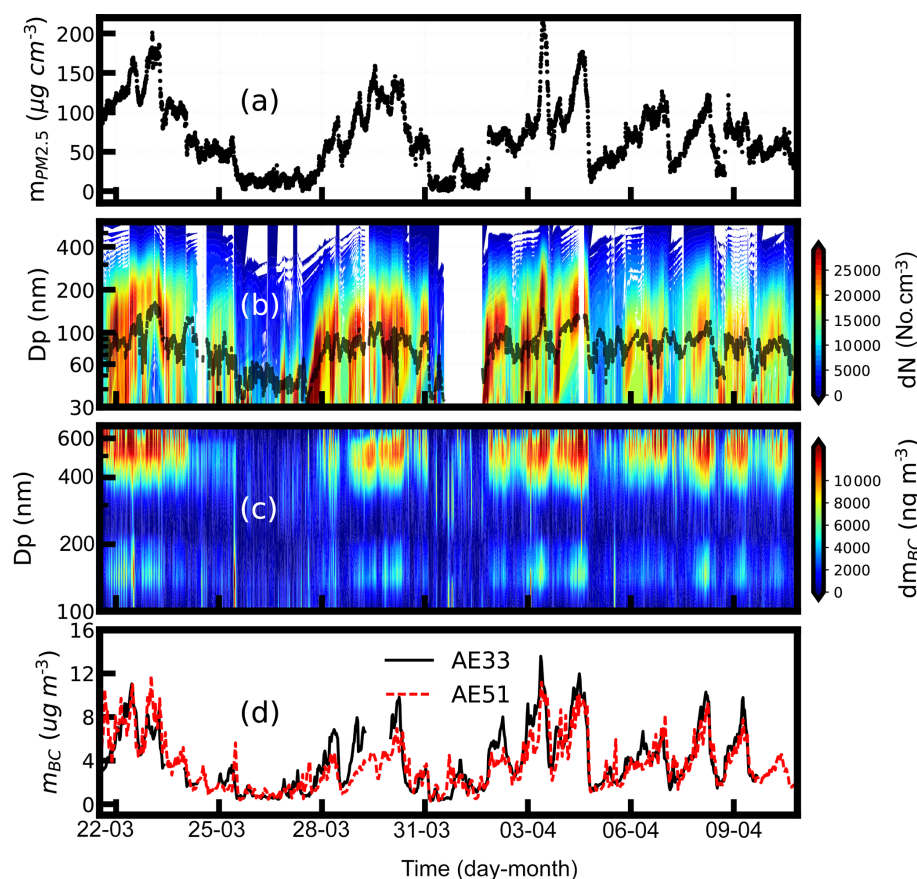 200
150
100
50
0
m_PM2.5 (µg cm⁻³)
(a)
400
200
100
60
30
Dp (nm)
(b)
25000
20000
15000
10000
5000
0
dN (No.cm⁻³)
600
400
200
100
Dp (nm)
(c)
10000
8000
6000
4000
2000
0
dm_BC (ng m⁻³)
16
12
8
4
0
m_BC (ug m⁻³)
(d)
AE33
AE51
22-03 25-03 28-03 31-03 03-04 06-04 09-04
Time (day-month)